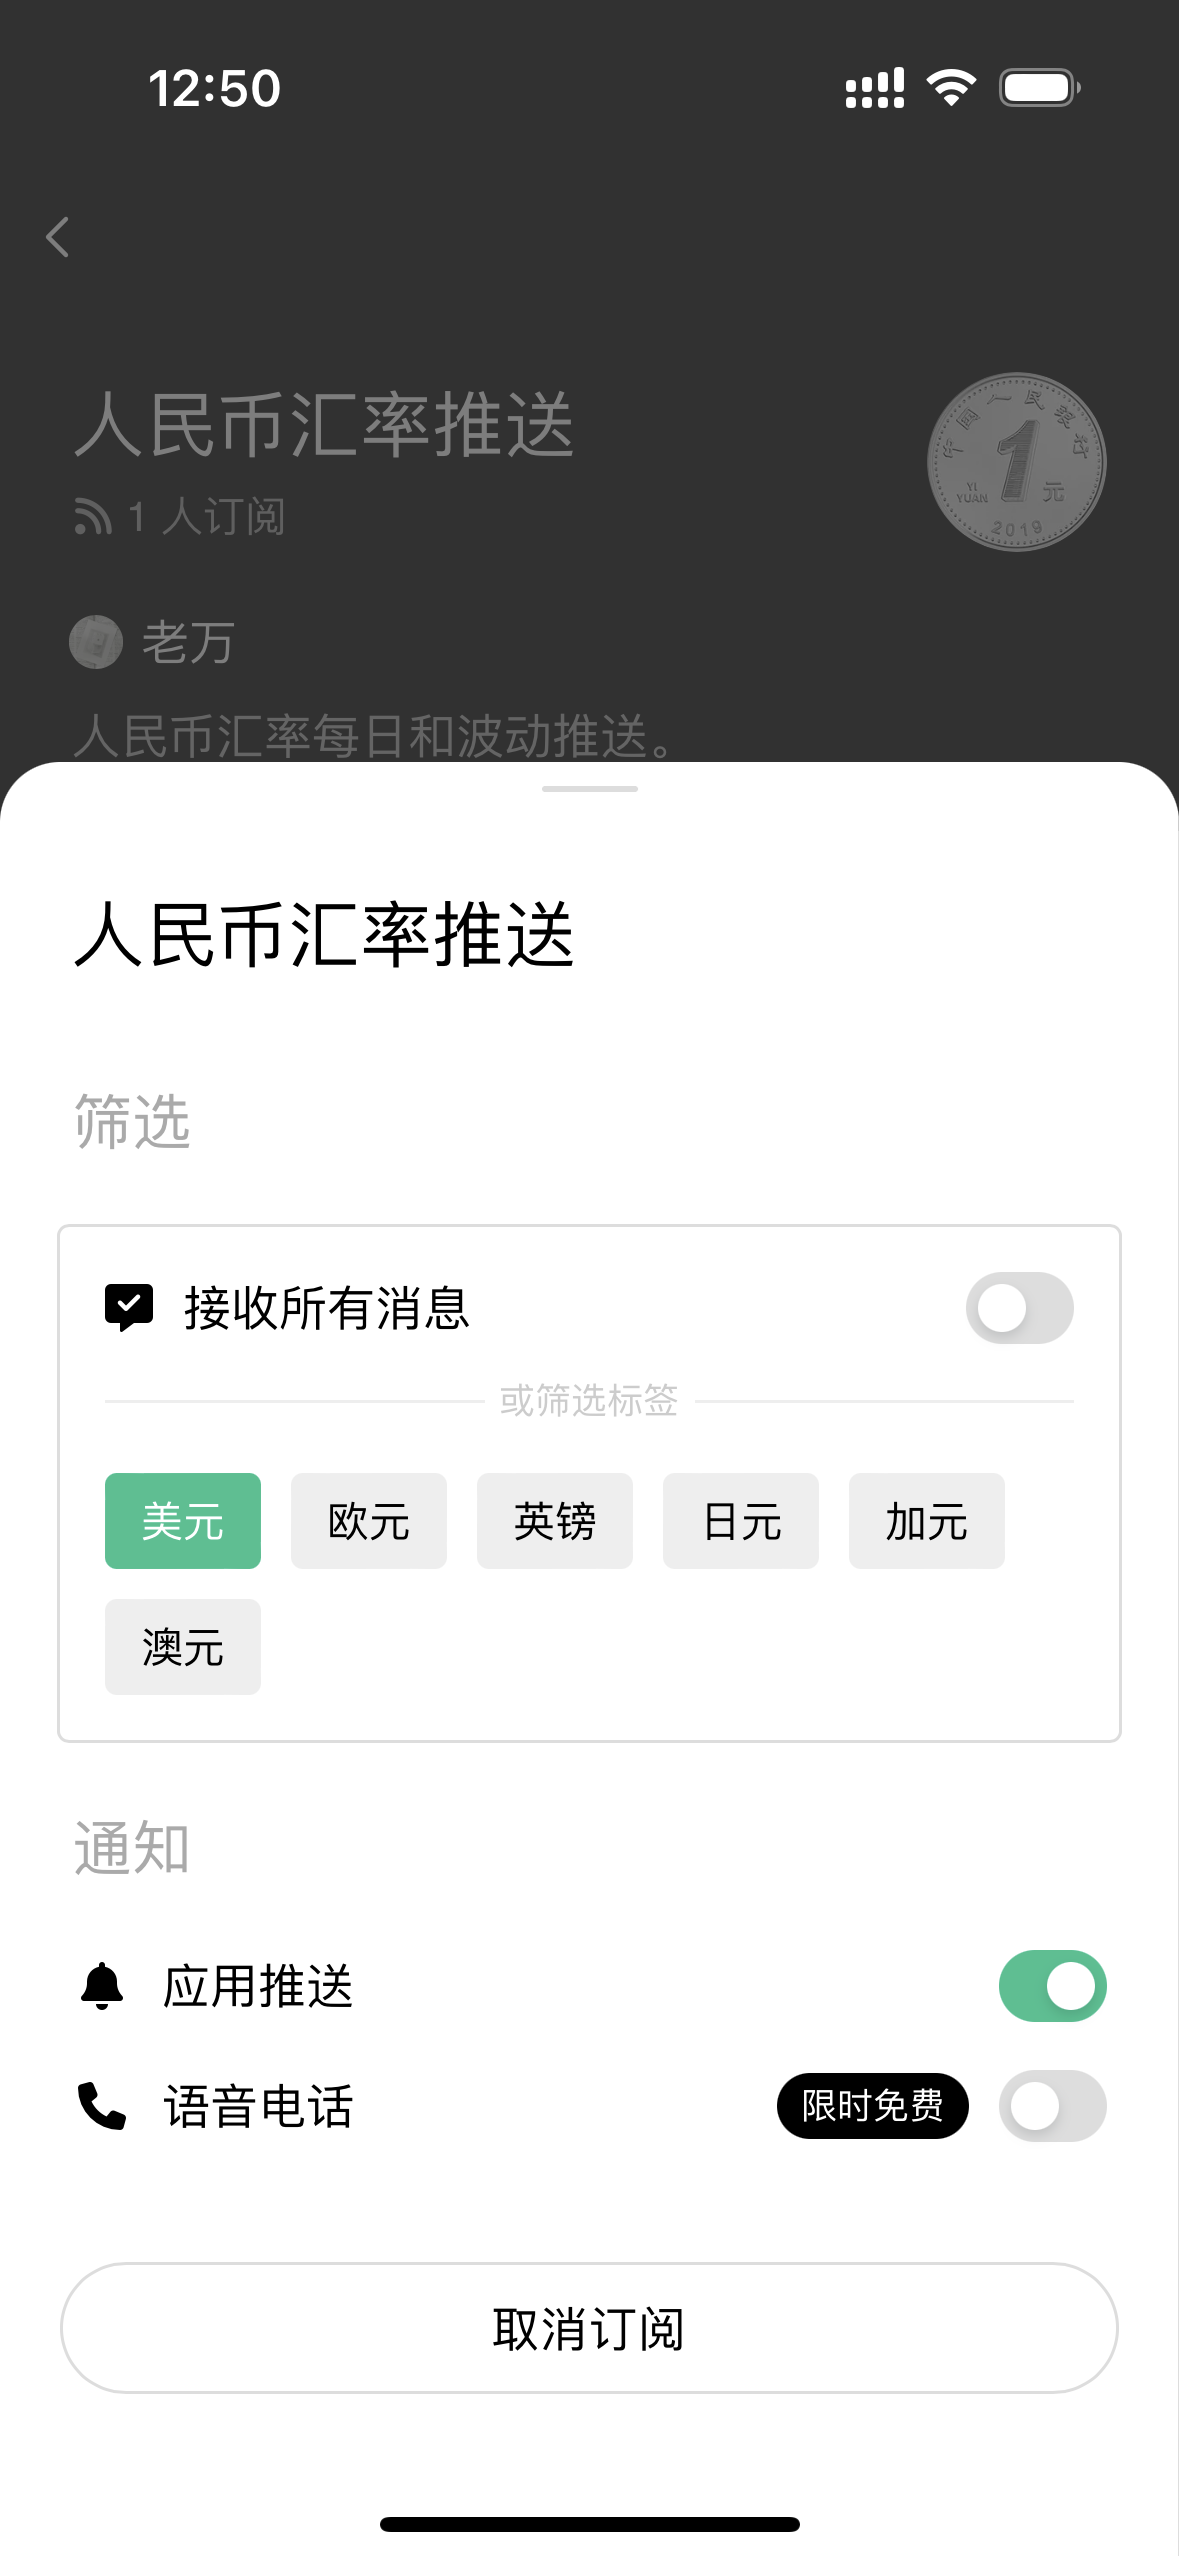 12:50
人民币汇率推送
1 人订阅
中国人民银行
1
YI
YUAN
元
2019
老万
人民币汇率每日和波动推送。
人民币汇率推送
筛选
接收所有消息
或筛选标签
美元 欧元 英镑 日元 加元
澳元
通知
应用推送
语音电话 限时免费
取消订阅